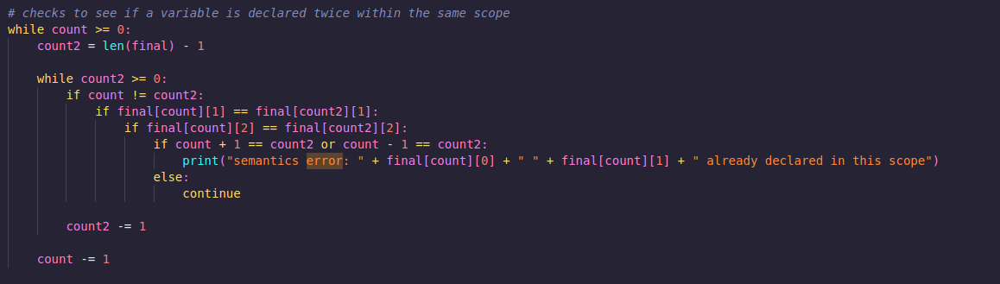 # checks to see if a variable is declared twice within the same scope
while count >= 0:
    count2 = len(final) - 1
    while count2 >= 0:
        if count != count2:
            if final[count][1] == final[count2][1]:
                if final[count][2] == final[count2][2]:
                    if count + 1 == count2 or count - 1 == count2:
                        print("semantics error: " + final[count][0] + " " + final[count][1] + " already declared in this scope")
                    else:
                        continue
        count2 -= 1
    count -= 1